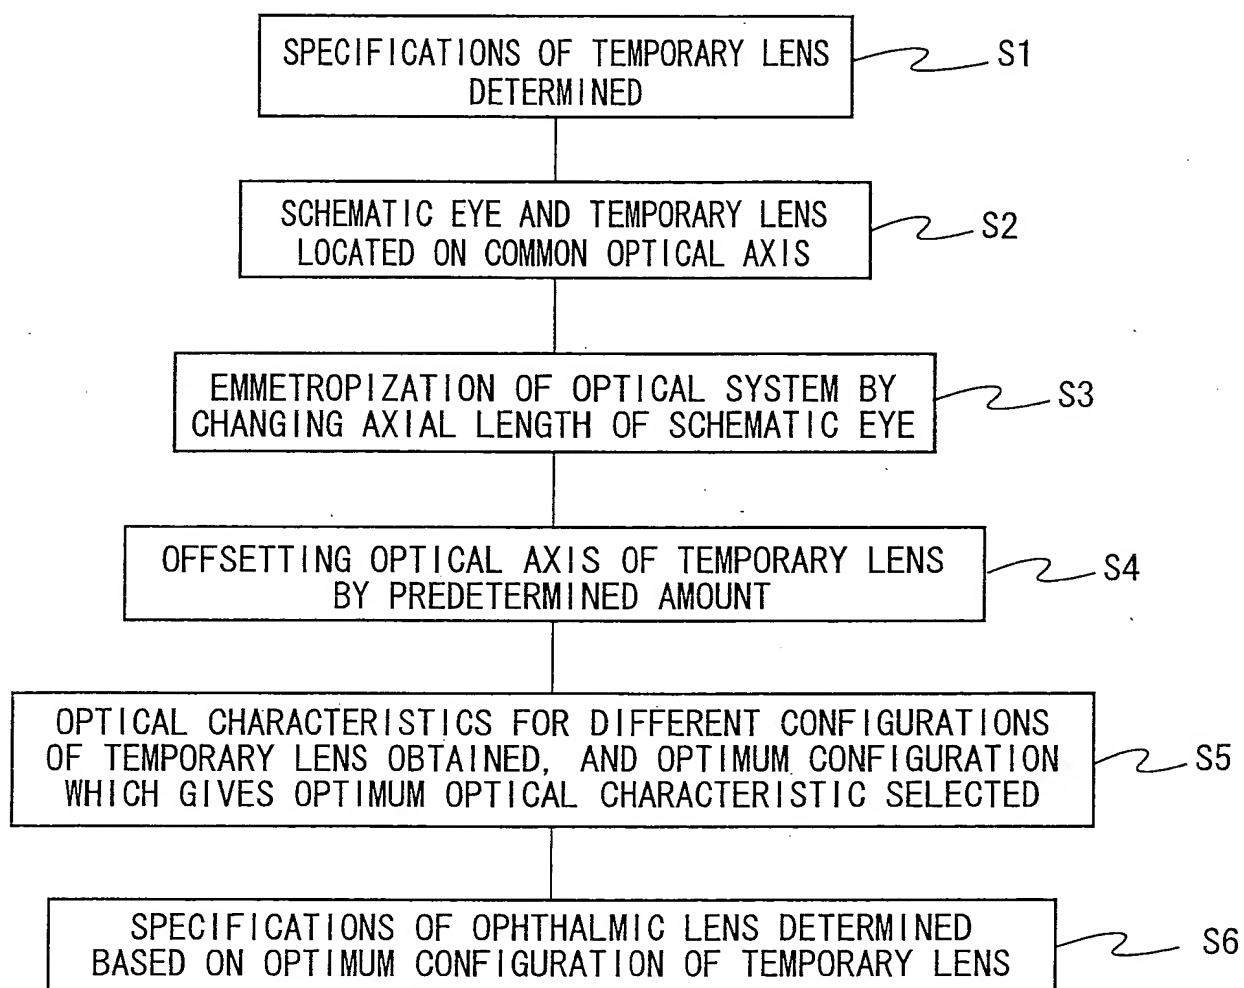 SPECIFICATIONS OF TEMPORARY LENS
DETERMINED
S1
SCHEMATIC EYE AND TEMPORARY LENS
LOCATED ON COMMON OPTICAL AXIS
S2
EMMETROPIZATION OF OPTICAL SYSTEM BY
CHANGING AXIAL LENGTH OF SCHEMATIC EYE
S3
OFFSETTING OPTICAL AXIS OF TEMPORARY LENS
BY PREDETERMINED AMOUNT
S4
OPTICAL CHARACTERISTICS FOR DIFFERENT CONFIGURATIONS
OF TEMPORARY LENS OBTAINED, AND OPTIMUM CONFIGURATION
WHICH GIVES OPTIMUM OPTICAL CHARACTERISTIC SELECTED
S5
SPECIFICATIONS OF OPHTHALMIC LENS DETERMINED
BASED ON OPTIMUM CONFIGURATION OF TEMPORARY LENS
S6